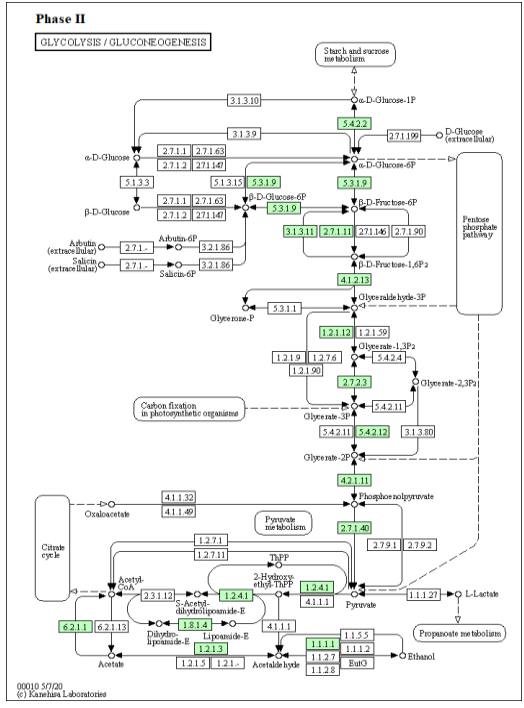 Phase II
GLYCOLYSIS / GLUCONEOGENESIS
Starch and sucrose
metabolism
3.1.3.10
α-D-Glucose-1P
5.4.2.2
3.1.3.9
2.7.1.199
D-Glucose
(extracellular)
α-D-Glucose
2.7.1.1
2.7.1.63
2.7.1.2
2.7.1.147
α-D-Glucose-6P
5.1.3.3
5.1.3.15
5.3.1.9
5.3.1.9
β-D-Glucose-6P
β-D-Glucose
2.7.1.1
2.7.1.63
2.7.1.2
2.7.1.147
5.3.1.9
β-D-Fructose-6P
Pentose
phosphate
pathway
3.1.3.11
2.7.1.11
2.7.1.146
2.7.1.90
Arbutin
(extracellular)
2.7.1.-
Arbutin-6P
3.2.1.86
Salicin
(extracellular)
2.7.1.-
Salicin-6P
3.2.1.86
β-D-Fructose-1,6P2
4.1.2.13
Glyceraldehyde-3P
5.3.1.1
Glycerone-P
1.2.1.12
1.2.1.59
Glycerate-1,3P2
1.2.1.9
1.2.7.6
1.2.1.90
5.4.2.4
2.7.2.3
Glycerate-2,3P2
Carbon fixation
in photosynthetic organisms
5.4.2.11
Glycerate-3P
5.4.2.11
5.4.2.12
3.1.3.80
Glycerate-2P
4.2.1.11
4.1.1.32
4.1.1.49
Oxaloacetate
Phosphoenolpyruvate
Citrate
cycle
Pyruvate
metabolism
2.7.1.40
1.2.7.1
1.2.7.11
2.7.9.1
2.7.9.2
ThPP
Acetyl-
CoA
2.3.1.12
1.2.4.1
2-Hydroxy-
ethyl-ThPP
1.2.4.1
4.1.1.1
Pyruvate
1.1.1.27
L-Lactate
S-Acetyl-
dihydrolipoamide-E
6.2.1.1
6.2.1.13
1.8.1.4
Dihydro-
lipoamide-E
Lipoamide-E
4.1.1.1
Propanoate metabolism
1.2.1.3
1.2.1.5
1.2.1.-
Acetate
Acetaldehyde
1.1.1.1
1.1.2.7
1.1.2.8
1.1.5.5
1.1.1.2
EutG
Ethanol
00010 5/7/20
(c) Kanehisa Laboratories